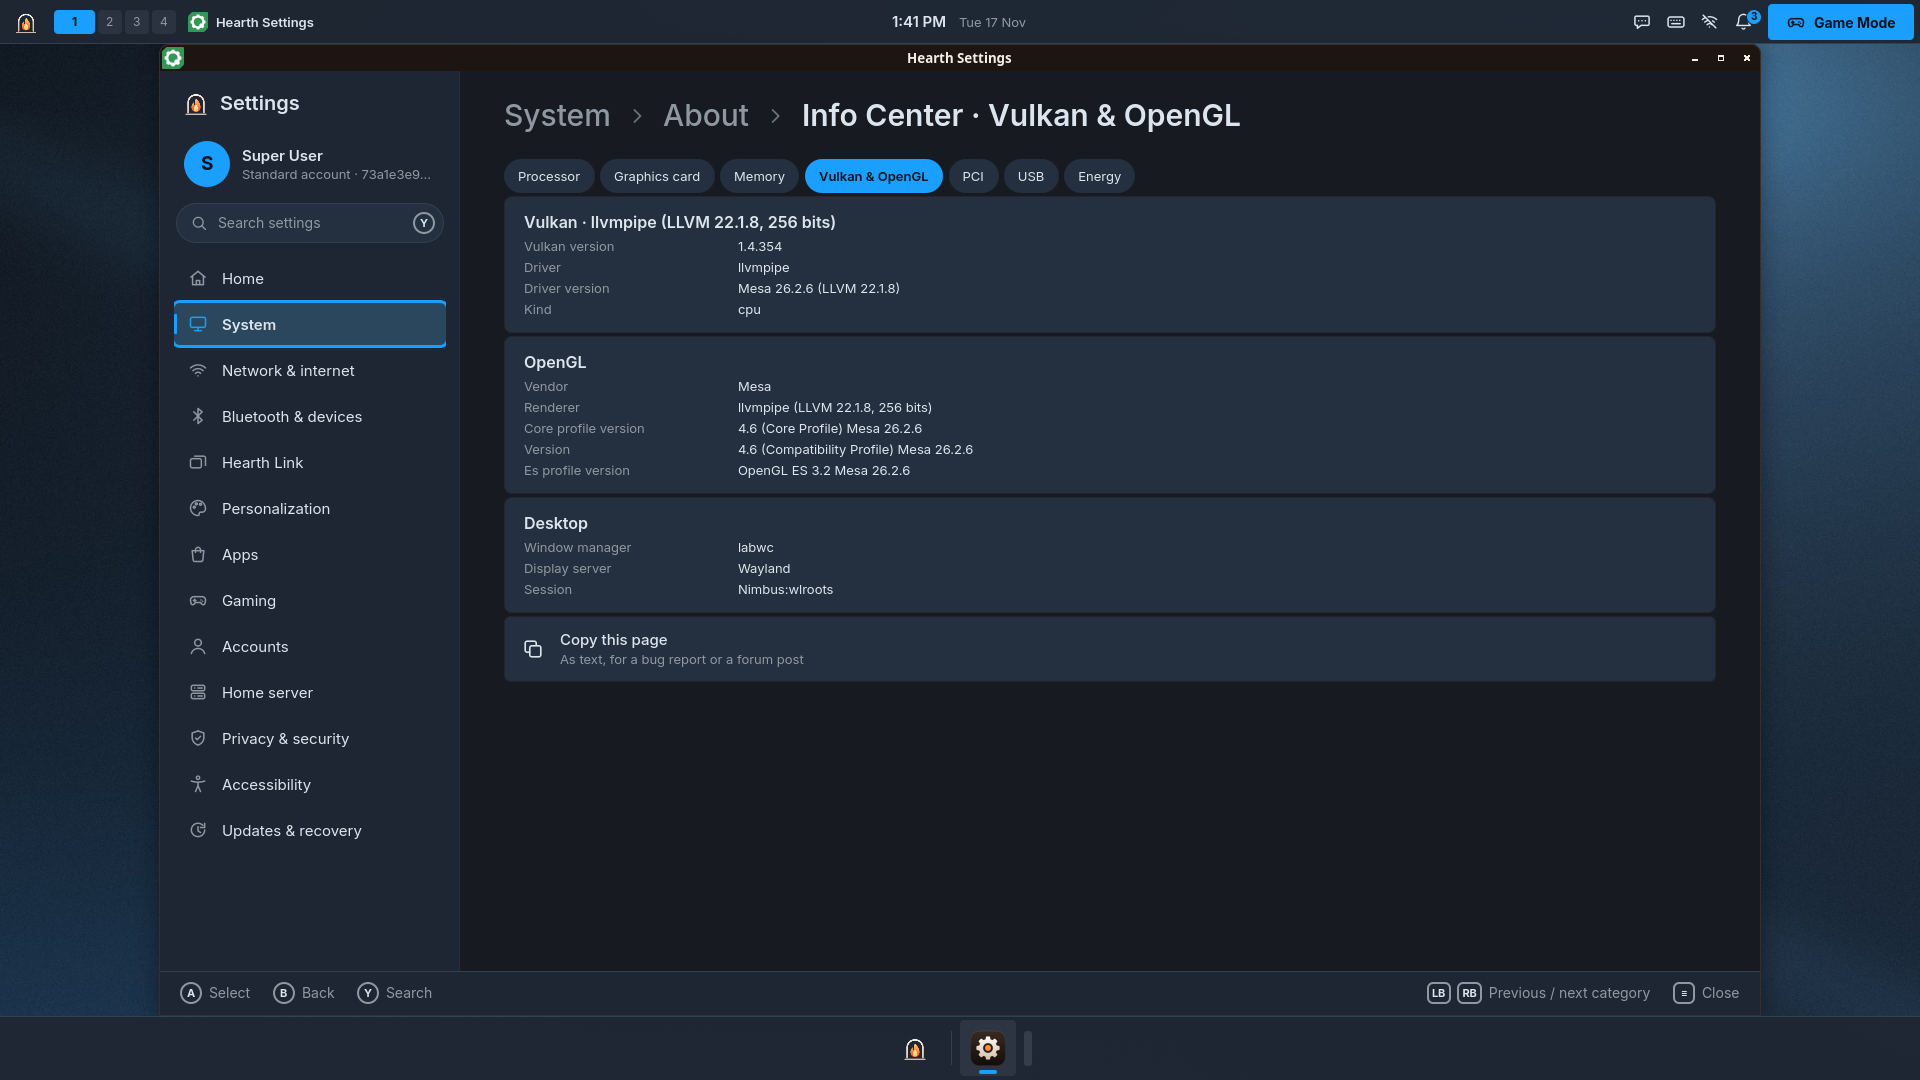 1 2 3 4 Hearth Settings 1:41 PM Tue 17 Nov 3 Game Mode
Hearth Settings
Settings
S Super User
Standard account · 73a1e3e9...
Search settings Y
Home
System
Network & internet
Bluetooth & devices
Hearth Link
Personalization
Apps
Gaming
Accounts
Home server
Privacy & security
Accessibility
Updates & recovery
System > About > Info Center · Vulkan & OpenGL
Processor Graphics card Memory Vulkan & OpenGL PCI USB Energy
Vulkan · llvmpipe (LLVM 22.1.8, 256 bits)
Vulkan version 1.4.354
Driver llvmpipe
Driver version Mesa 26.2.6 (LLVM 22.1.8)
Kind cpu
OpenGL
Vendor Mesa
Renderer llvmpipe (LLVM 22.1.8, 256 bits)
Core profile version 4.6 (Core Profile) Mesa 26.2.6
Version 4.6 (Compatibility Profile) Mesa 26.2.6
Es profile version OpenGL ES 3.2 Mesa 26.2.6
Desktop
Window manager labwc
Display server Wayland
Session Nimbus:wlroots
Copy this page
As text, for a bug report or a forum post
A Select B Back Y Search LB RB Previous / next category ≡ Close